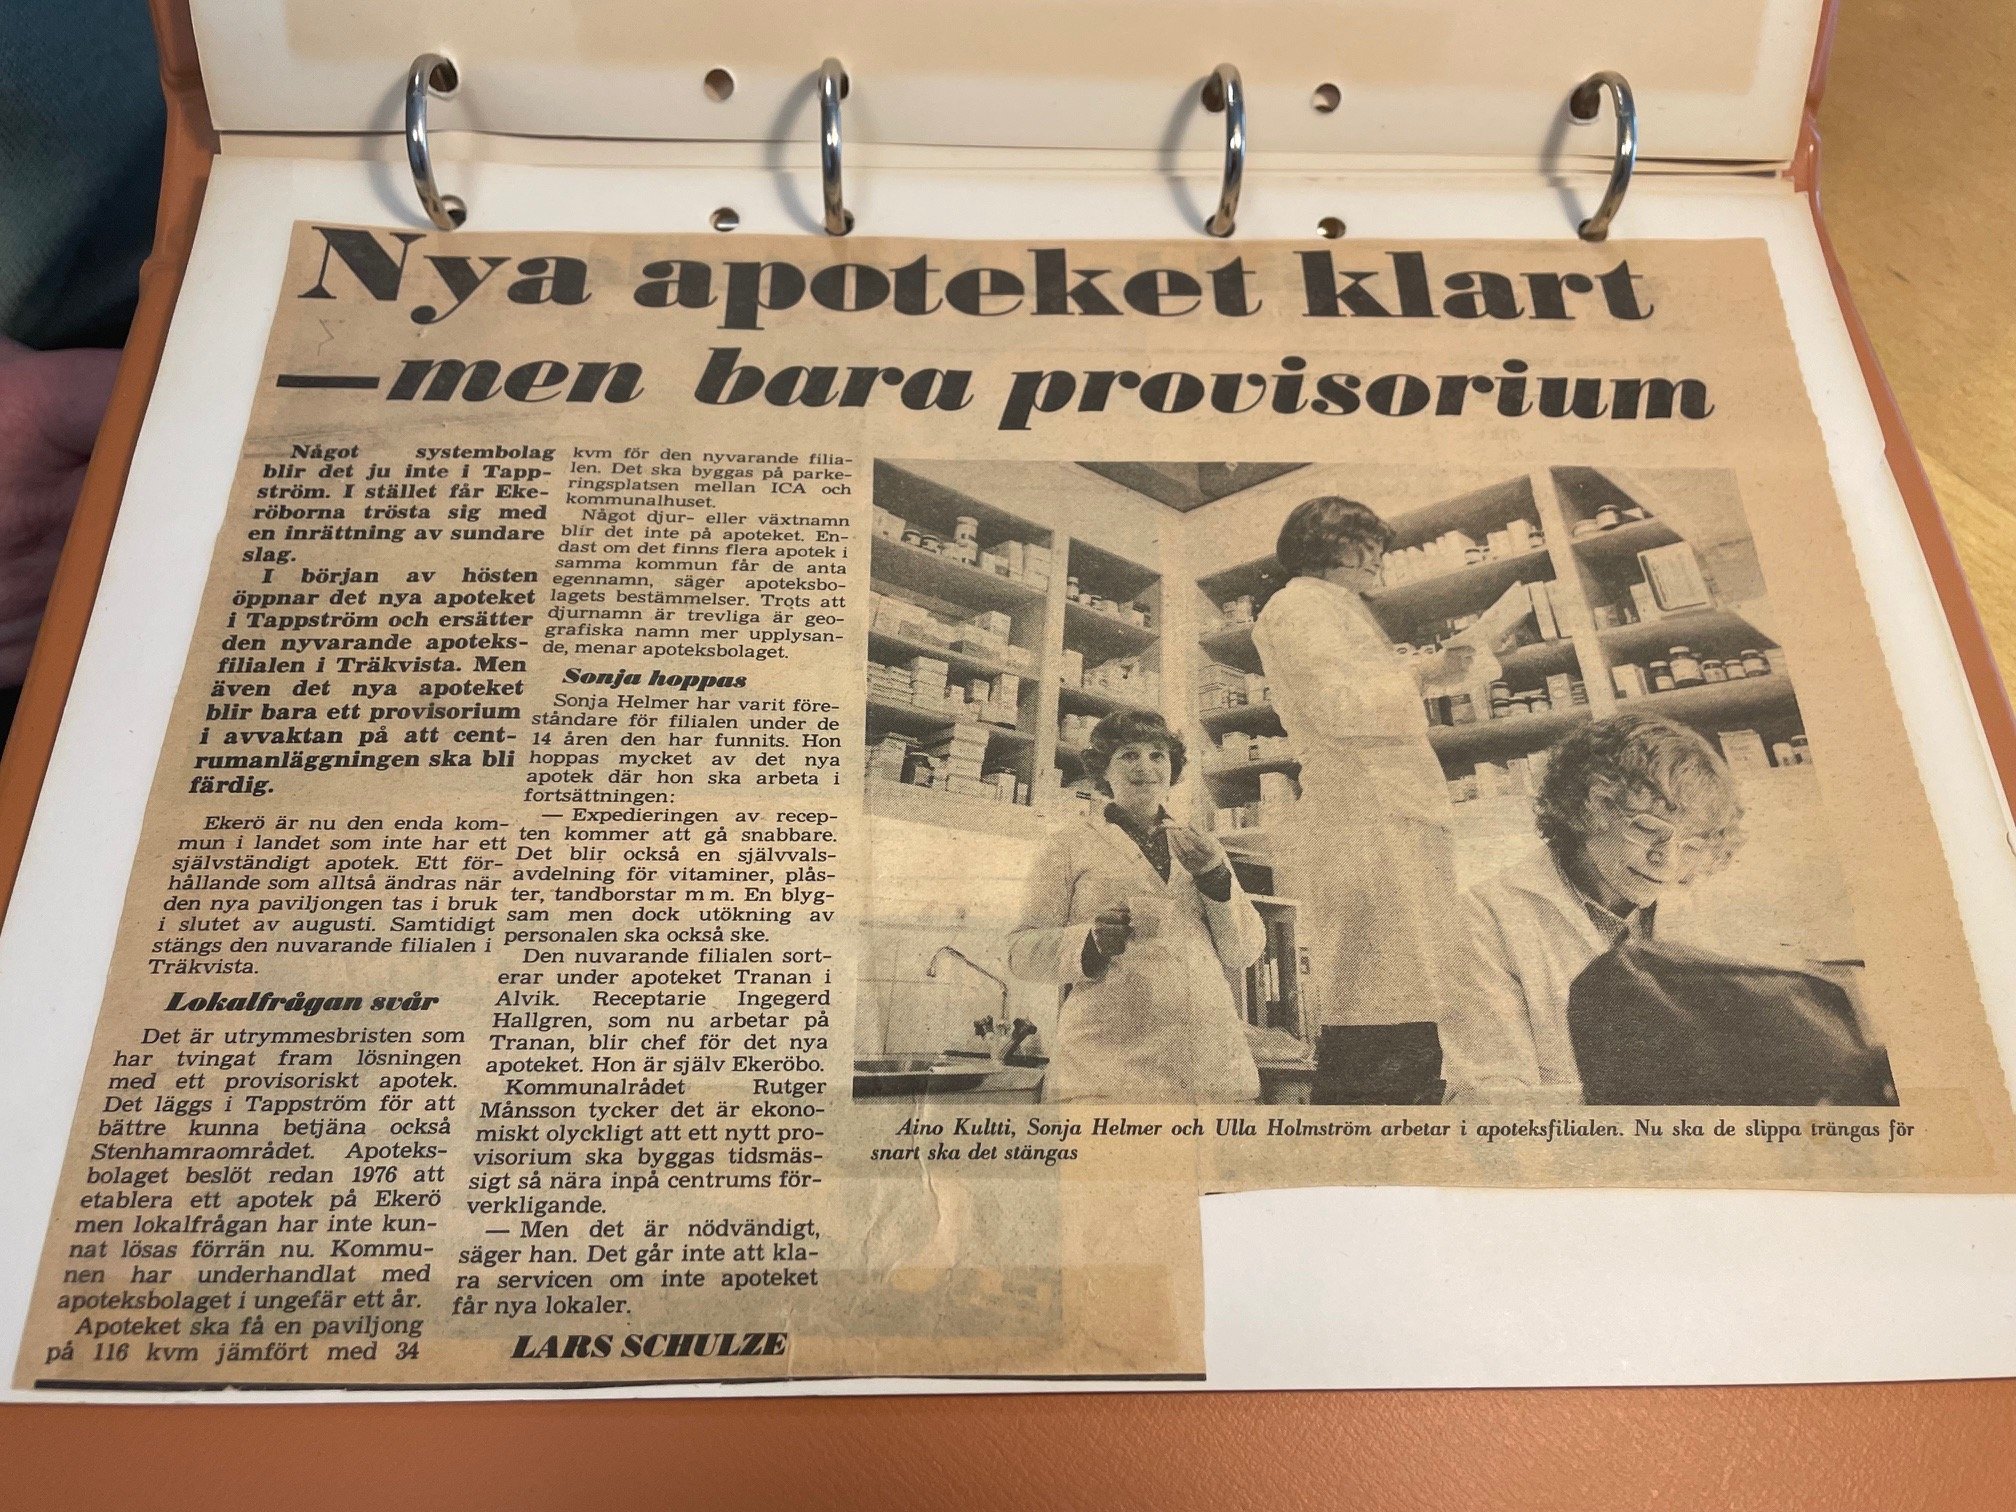 Nya apoteket klart
—men bara provisorium
Något systembolag
blir det ju inte i Tapp-
ström. I stället får Eke-
röborna trösta sig med
en inrättning av sundare
slag.
I början av hösten
öppnar det nya apoteket
i Tappström och ersätter
den nyvarande apoteks-
filialen i Träkvista. Men
även det nya apoteket
blir bara ett provisorium
i avvaktan på att cent-
rumanläggningen ska bli
färdig.
Ekerö är nu den enda kom-
mun i landet som inte har ett
självständigt apotek. Ett för-
hållande som alltså ändras när
den nya paviljongen tas i bruk
i slutet av augusti. Samtidigt
stängs den nuvarande filialen i
Träkvista.
Lokalfrågan svår
Det är utrymmesbristen som
har tvingat fram lösningen
med ett provisoriskt apotek.
Det läggs i Tappström för att
bättre kunna betjäna också
Stenhamraområdet. Apoteks-
bolaget beslöt redan 1976 att
etablera ett apotek på Ekerö
men lokalfrågan har inte kun-
nat lösas förrän nu. Kommu-
nen har underhandlat med
apoteksbolaget i ungefär ett år.
Apoteket ska få en paviljong
på 116 kvm jämfört med 34
kvm för den nyvarande filia-
len. Det ska byggas på parke-
ringsplatsen mellan ICA och
kommunalhuset.
Något djur- eller växtnamn
blir det inte på apoteket. En-
dast om det finns flera apotek i
samma kommun får de anta
egennamn, säger apoteksbo-
lagets bestämmelser. Trots att
djurnamn är trevliga är geo-
grafiska namn mer upplysan-
de, menar apoteksbolaget.
Sonja hoppas
Sonja Helmer har varit före-
ståndare för filialen under de
14 åren den har funnits. Hon
hoppas mycket av det nya
apotek där hon ska arbeta i
fortsättningen:
— Expedieringen av recep-
ten kommer att gå snabbare.
Det blir också en självvals-
avdelning för vitaminer, plås-
ter, tandborstar m m. En blyg-
sam men dock utökning av
personalen ska också ske.
Den nuvarande filialen sort-
erar under apoteket Tranan i
Alvik. Receptarie Ingegerd
Hallgren, som nu arbetar på
Tranan, blir chef för det nya
apoteket. Hon är själv Ekeröbo.
Kommunalrådet Rutger
Månsson tycker det är ekono-
miskt olyckligt att ett nytt pro-
visorium ska byggas tidsmäs-
sigt så nära inpå centrums för-
verkligande.
— Men det är nödvändigt,
säger han. Det går inte att kla-
ra servicen om inte apoteket
får nya lokaler.
LARS SCHULZE
Aino Kultti, Sonja Helmer och Ulla Holmström arbetar i apoteksfilialen. Nu ska de slippa trängas för
snart ska det stängas